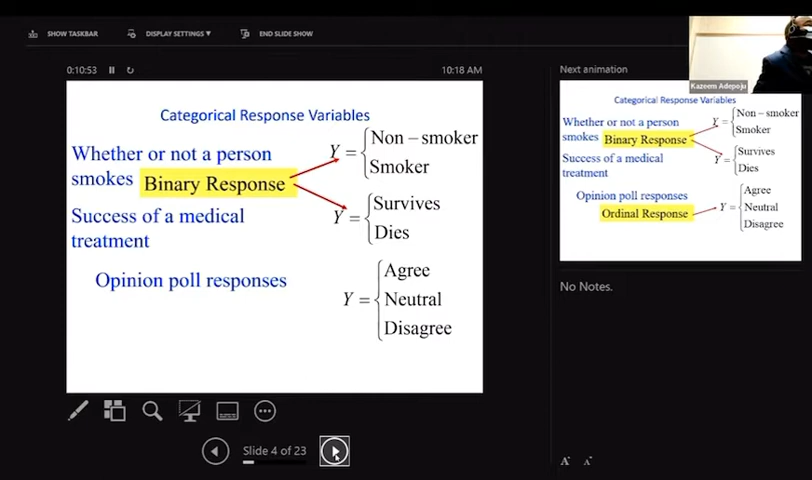 SHOW TASKBAR
DISPLAY SETTINGS ▼
END SLIDE SHOW
Kazeem Adepoju
0:10:53
10:18 AM
Categorical Response Variables
Whether or not a person
smokes
Binary Response
Y =
Non – smoker
Smoker
Success of a medical
treatment
Y =
Survives
Dies
Opinion poll responses
Y =
Agree
Neutral
Disagree
Slide 4 of 23
Next animation
Categorical Response Variables
Whether or not a person
smokes
Binary Response
Y =
Non – smoker
Smoker
Success of a medical
treatment
Y =
Survives
Dies
Opinion poll responses
Ordinal Response
Y =
Agree
Neutral
Disagree
No Notes.
A
A